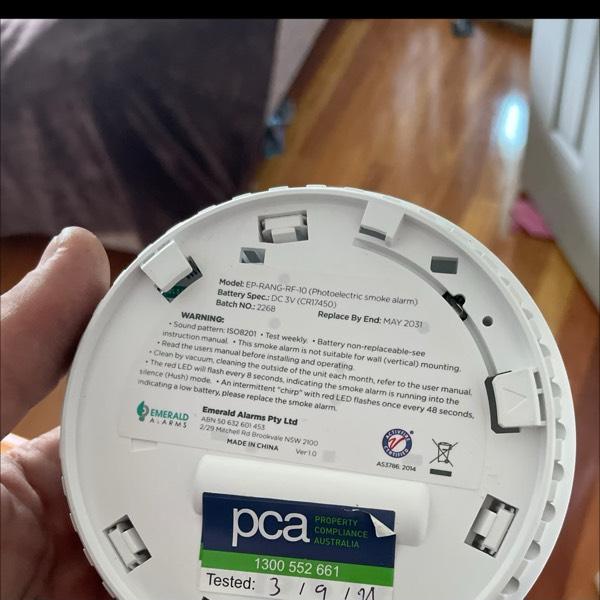 Model: EP-RANG-RF-10 (Photoelectric smoke alarm)
Battery Spec.: DC 3V (CR17450)
Batch NO.: 2268 Replace By End: MAY 2031
WARNING:
• Sound pattern: ISO8201 • Test weekly. • Battery non-replaceable-see
instruction manual. • This smoke alarm is not suitable for wall (vertical) mounting.
• Read the users manual before installing and operating.
• Clean by vacuum, cleaning the outside of the unit each month, refer to the user manual.
• The red LED will flash every 8 seconds, indicating the smoke alarm is running into the
silence (Hush) mode. • An intermittent "chirp" with red LED flashes once every 48 seconds,
indicating a low battery, please replace the smoke alarm.
EMERALD
ALARMS
Emerald Alarms Pty Ltd
ABN 50 632 601 453
2/29 Mitchell Rd Brookvale NSW 2100
MADE IN CHINA Ver1.0
ACTIVFIRE
CERTIFIED
AS3786, 2014
pca PROPERTY
COMPLIANCE
AUSTRALIA
1300 552 661
Tested: 3 / 9 /